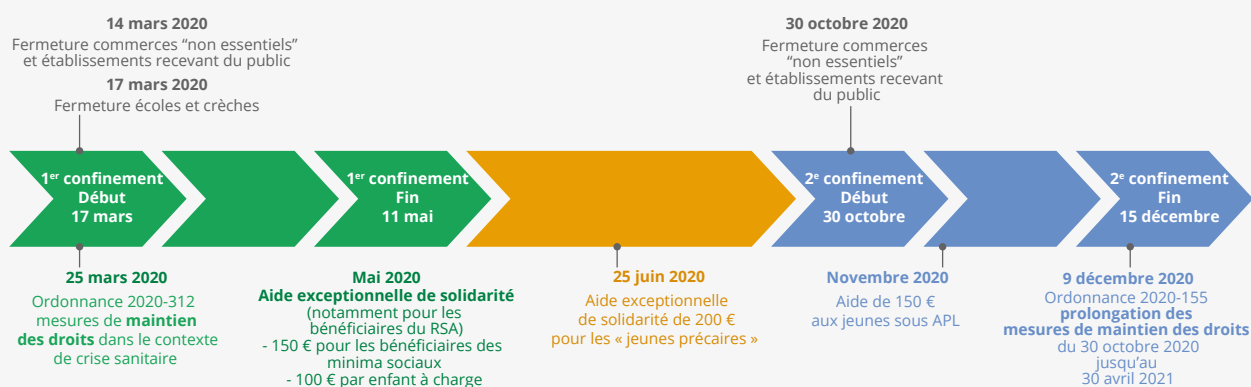 14 mars 2020
Fermeture commerces “non essentiels”
et établissements recevant du public
17 mars 2020
Fermeture écoles et crèches
30 octobre 2020
Fermeture commerces
“non essentiels”
et établissements recevant
du public
1er confinement
Début
17 mars
1er confinement
Fin
11 mai
2e confinement
Début
30 octobre
2e confinement
Fin
15 décembre
25 mars 2020
Ordonnance 2020-312
mesures de maintien
des droits dans le contexte
de crise sanitaire
Mai 2020
Aide exceptionnelle de solidarité
(notamment pour les
bénéficiaires du RSA)
- 150 € pour les bénéficiaires des
minima sociaux
- 100 € par enfant à charge
25 juin 2020
Aide exceptionnelle
de solidarité de 200 €
pour les « jeunes précaires »
Novembre 2020
Aide de 150 €
aux jeunes sous APL
9 décembre 2020
Ordonnance 2020-155
prolongation des
mesures de maintien des droits
du 30 octobre 2020
jusqu’au
30 avril 2021